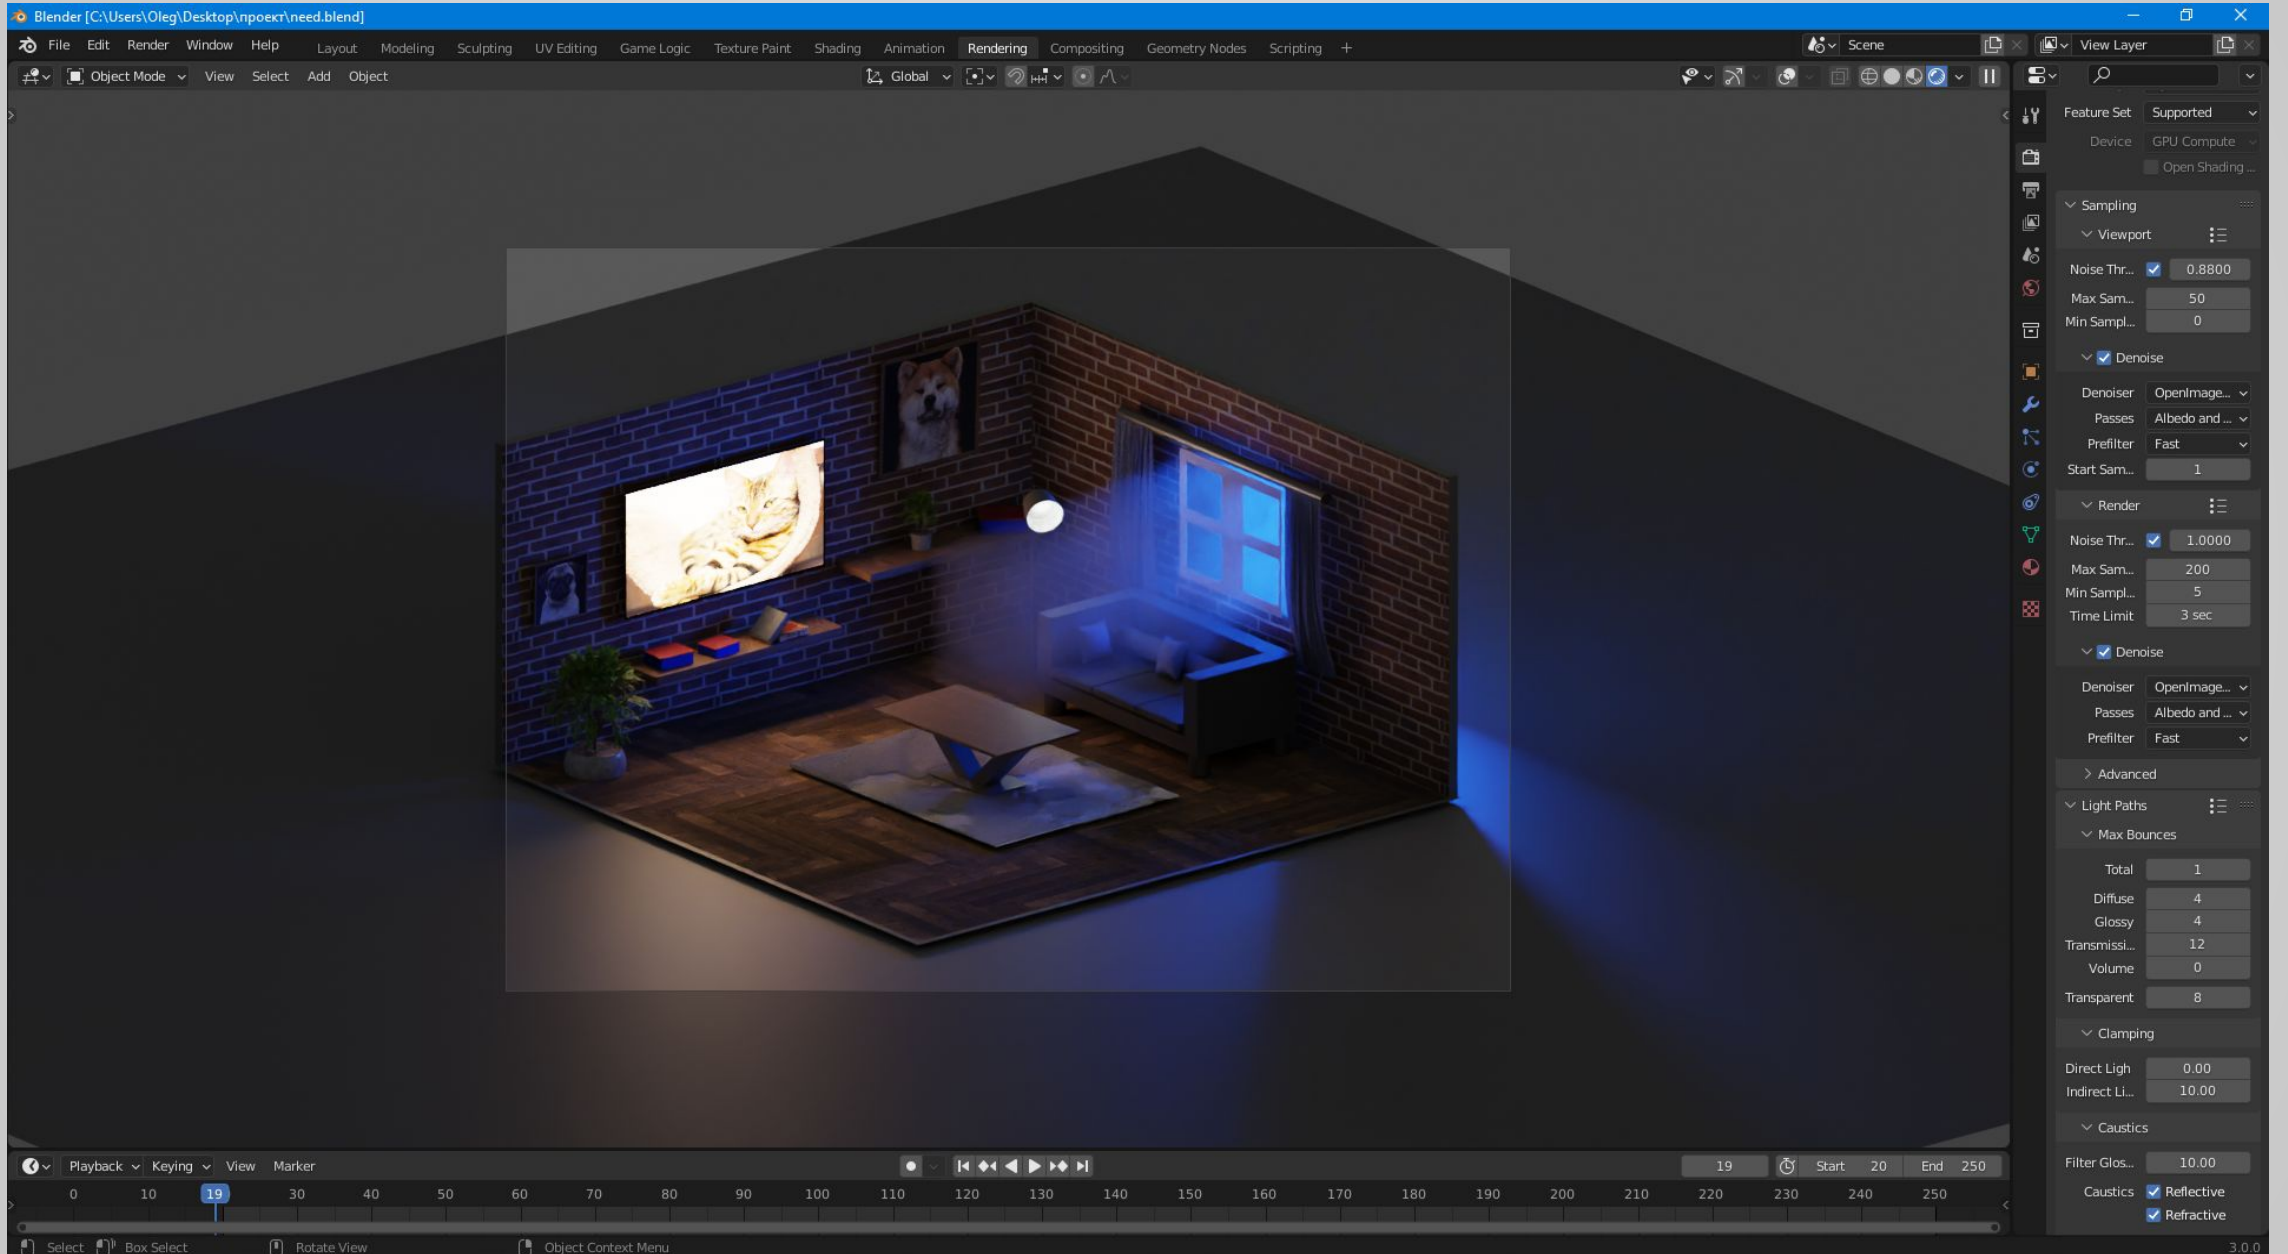 Blender [C:\Users\Oleg\Desktop\проект\need.blend]
File Edit Render Window Help Layout Modeling Sculpting UV Editing Game Logic Texture Paint Shading Animation Rendering Compositing Geometry Nodes Scripting + Scene View Layer
Object Mode View Select Add Object Global
Feature Set Supported
Device GPU Compute
Open Shading ...
Sampling
Viewport
Noise Thr... 0.8800
Max Sam... 50
Min Sampl... 0
Denoise
Denoiser OpenImage...
Passes Albedo and ...
Prefilter Fast
Start Sam... 1
Render
Noise Thr... 1.0000
Max Sam... 200
Min Sampl... 5
Time Limit 3 sec
Denoise
Denoiser OpenImage...
Passes Albedo and ...
Prefilter Fast
Advanced
Light Paths
Max Bounces
Total 1
Diffuse 4
Glossy 4
Transmissi... 12
Volume 0
Transparent 8
Clamping
Direct Ligh 0.00
Indirect Li... 10.00
Caustics
Filter Glos... 10.00
Caustics Reflective
Refractive
Playback Keying View Marker 19 Start 20 End 250
0 10 19 30 40 50 60 70 80 90 100 110 120 130 140 150 160 170 180 190 200 210 220 230 240 250
Select Box Select Rotate View Object Context Menu 3.0.0